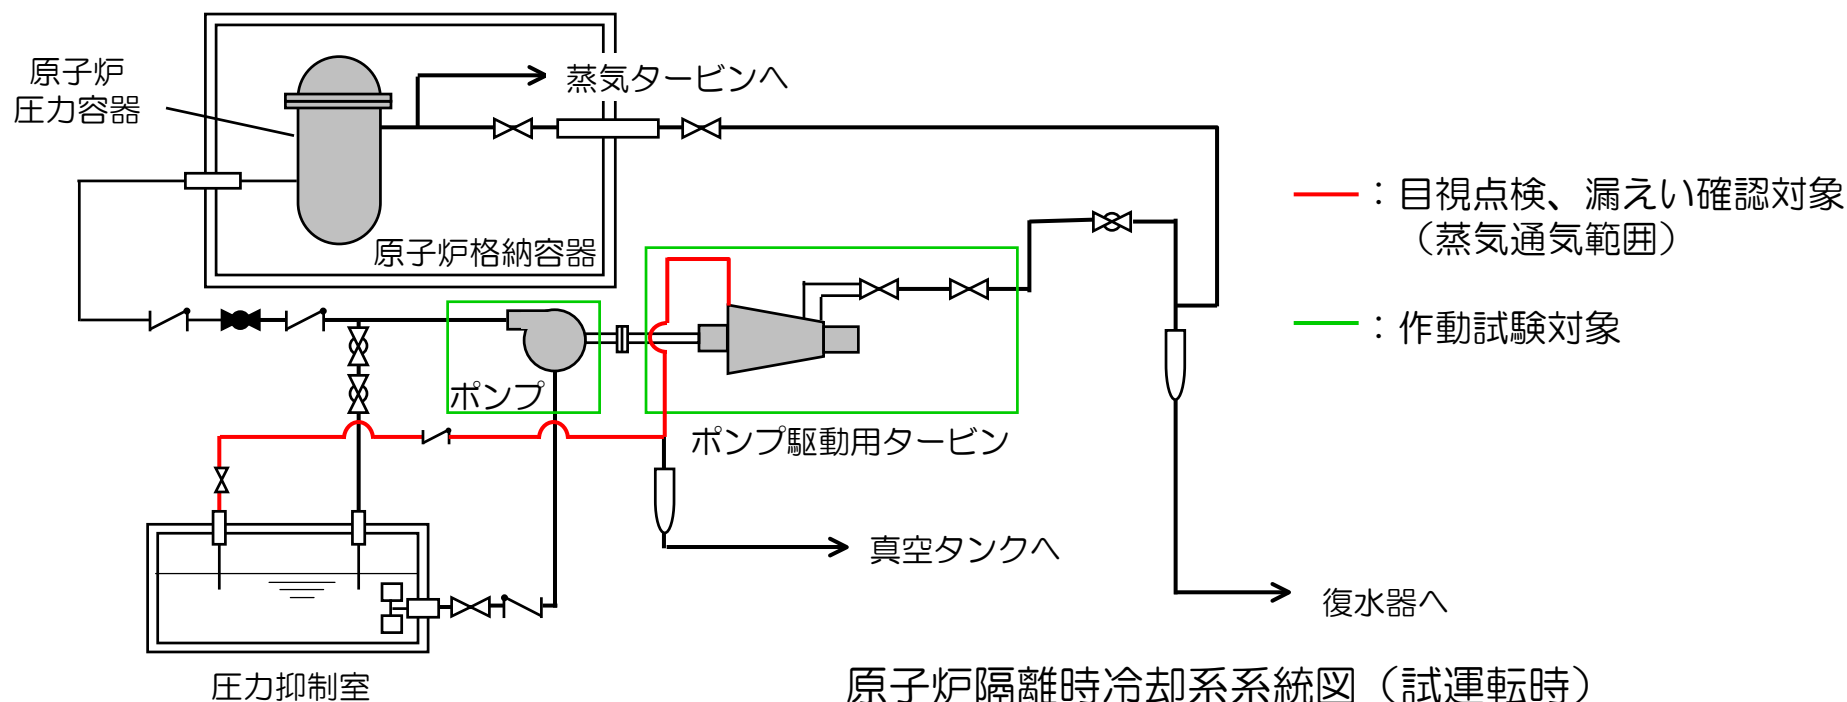 原子炉
圧力容器
蒸気タービンへ
原子炉格納容器
：目視点検、漏えい確認対象
（蒸気通気範囲）
：作動試験対象
ポンプ
ポンプ駆動用タービン
真空タンクへ
復水器へ
圧力抑制室
原子炉隔離時冷却系系統図（試運転時）